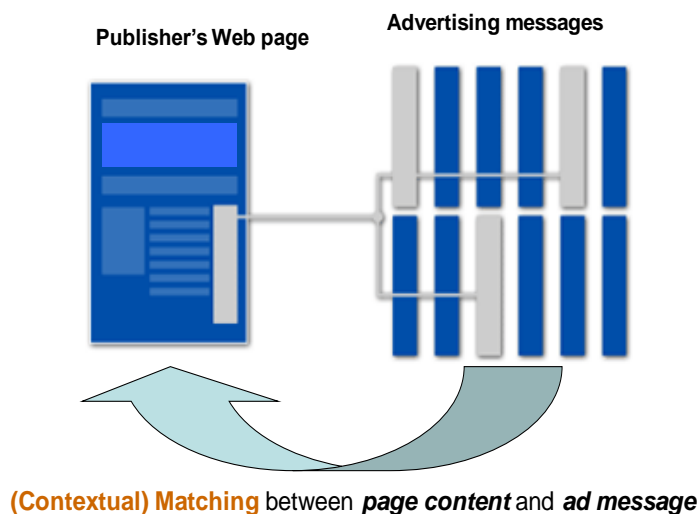 Publisher's Web page
Advertising messages
(Contextual) Matching between page content and ad message